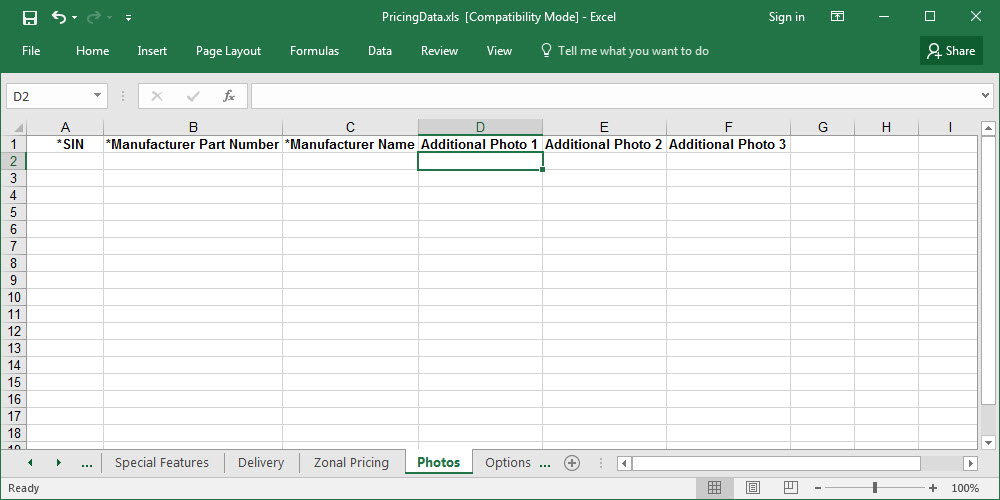 PricingData.xls [Compatibility Mode] - Excel
Sign in
File Home Insert Page Layout Formulas Data Review View Tell me what you want to do Share
D2 fx
A B C D E F G H I
1 *SIN *Manufacturer Part Number *Manufacturer Name Additional Photo 1 Additional Photo 2 Additional Photo 3
2
3
4
5
6
7
8
9
10
11
12
13
14
15
16
17
18
19
... Special Features Delivery Zonal Pricing Photos Options ...
Ready 100%